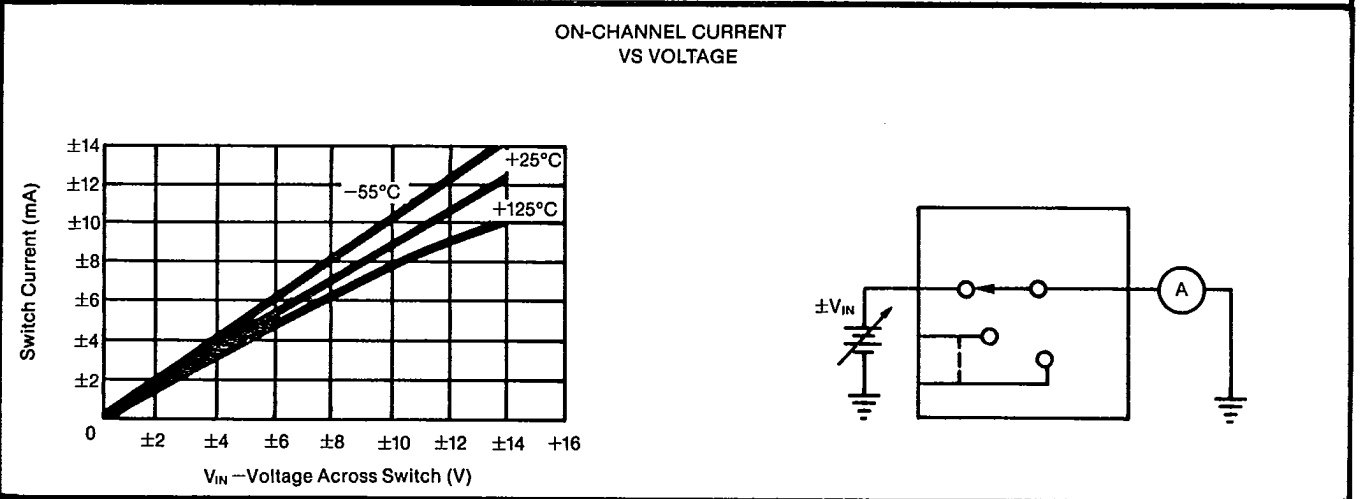 ON-CHANNEL CURRENT
VS VOLTAGE
Switch Current (mA)
±14
±12
±10
±8
±6
±4
±2
0
±2 ±4 ±6 ±8 ±10 ±12 ±14 +16
V_IN —Voltage Across Switch (V)
−55°C
+25°C
+125°C
±V_IN
A